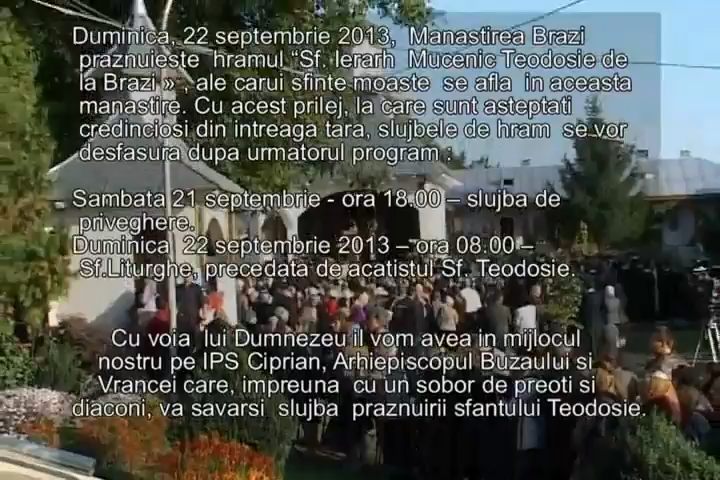 Duminica, 22 septembrie 2013, Manastirea Brazi
praznuieste hramul “Sf. Ierarh Mucenic Teodosie de
la Brazi » , ale carui sfinte moaste se afla in aceasta
manastire. Cu acest prilej, la care sunt asteptati
credinciosi din intreaga tara, slujbele de hram se vor
desfasura dupa urmatorul program :
Sambata 21 septembrie - ora 18.00 – slujba de
priveghere.
Duminica 22 septembrie 2013 – ora 08.00 –
Sf.Liturghe, precedata de acatistul Sf. Teodosie.
Cu voia lui Dumnezeu il vom avea in mijlocul
nostru pe IPS Ciprian, Arhiepiscopul Buzaului si
Vrancei care, impreuna cu un sobor de preoti si
diaconi, va savarsi slujba praznuirii sfantului Teodosie.